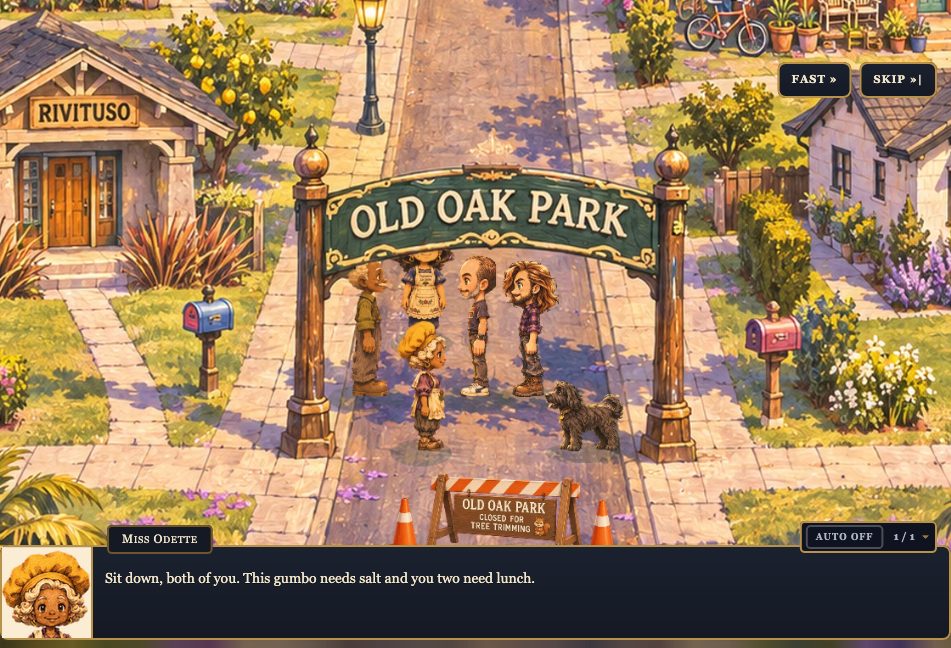 FAST »
SKIP »|
RIVITUSO
OLD OAK PARK
OLD OAK PARK
CLOSED FOR
TREE TRIMMING
MISS ODETTE
AUTO OFF
1 / 1
Sit down, both of you. This gumbo needs salt and you two need lunch.